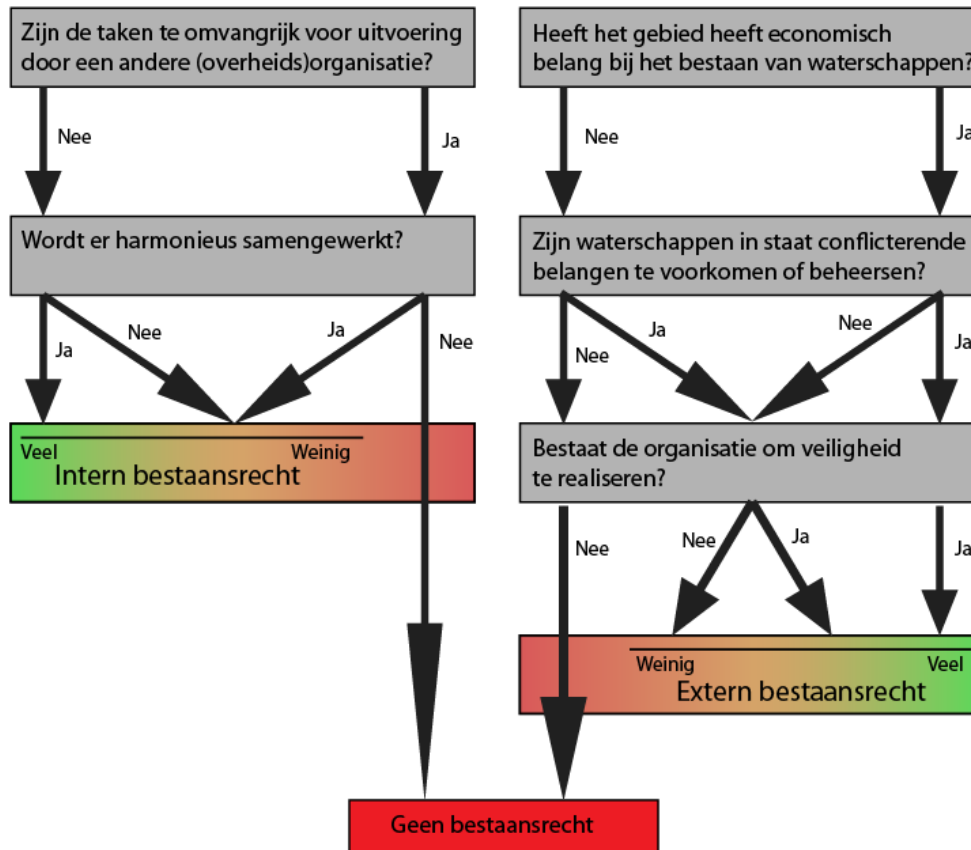 Zijn de taken te omvangrijk voor uitvoering
door een andere (overheids)organisatie?
Nee
Ja
Wordt er harmonieus samengewerkt?
Ja
Nee
Ja
Nee
Veel
Weinig
Intern bestaansrecht
Heeft het gebied heeft economisch
belang bij het bestaan van waterschappen?
Nee
Ja
Zijn waterschappen in staat conflicterende
belangen te voorkomen of beheersen?
Nee
Ja
Nee
Ja
Bestaat de organisatie om veiligheid
te realiseren?
Nee
Nee
Ja
Ja
Weinig
Veel
Extern bestaansrecht
Geen bestaansrecht